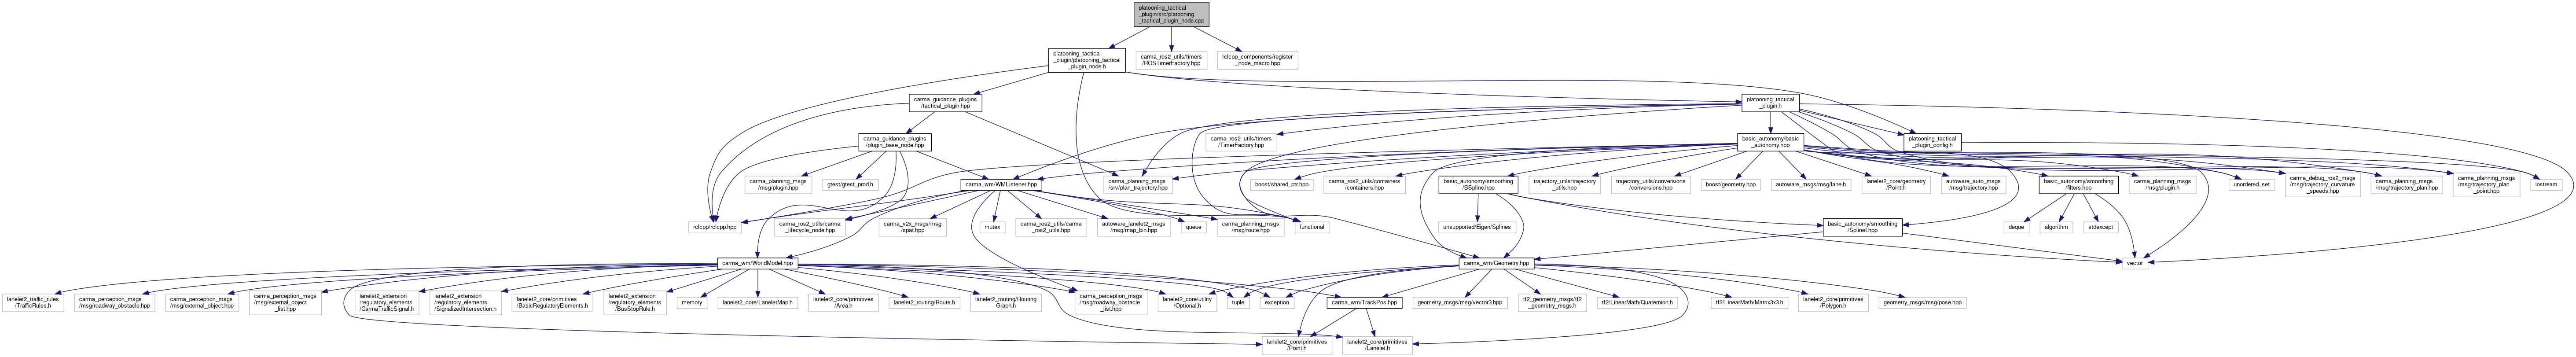 platooning_tactical
_plugin/src/platooning
_tactical_plugin_node.cpp
platooning_tactical
_plugin/platooning_tactical
_plugin_node.h
carma_ros2_utils/timers
/ROSTimerFactory.hpp
rclcpp_components/register
_node_macro.hpp
carma_guidance_plugins
/tactical_plugin.hpp
platooning_tactical
_plugin.h
carma_guidance_plugins
/plugin_base_node.hpp
carma_ros2_utils/timers
/TimerFactory.hpp
basic_autonomy/basic
_autonomy.hpp
platooning_tactical
_plugin_config.h
carma_planning_msgs
/msg/plugin.hpp
gtest/gtest_prod.h
carma_wm/WMListener.hpp
carma_planning_msgs
/srv/plan_trajectory.hpp
boost/shared_ptr.hpp
carma_ros2_utils/containers
/containers.hpp
basic_autonomy/smoothing
/BSpline.hpp
trajectory_utils/trajectory
_utils.hpp
trajectory_utils/conversions
/conversions.hpp
boost/geometry.hpp
autoware_msgs/msg/lane.h
lanelet2_core/geometry
/Point.h
autoware_auto_msgs
/msg/trajectory.hpp
basic_autonomy/smoothing
/filters.hpp
carma_planning_msgs
/msg/plugin.h
unordered_set
carma_debug_ros2_msgs
/msg/trajectory_curvature
_speeds.hpp
carma_planning_msgs
/msg/trajectory_plan.hpp
carma_planning_msgs
/msg/trajectory_plan
_point.hpp
iostream
rclcpp/rclcpp.hpp
carma_ros2_utils/carma
_lifecycle_node.hpp
carma_v2x_msgs/msg
/spat.hpp
mutex
carma_ros2_utils/carma
_ros2_utils.hpp
autoware_lanelet2_msgs
/msg/map_bin.hpp
queue
carma_planning_msgs
/msg/route.hpp
functional
unsupported/Eigen/Splines
basic_autonomy/smoothing
/SplineI.hpp
deque
algorithm
stdexcept
carma_wm/WorldModel.hpp
carma_wm/Geometry.hpp
vector
lanelet2_traffic_rules
/TrafficRules.h
carma_perception_msgs
/msg/roadway_obstacle.hpp
carma_perception_msgs
/msg/external_object.hpp
carma_perception_msgs
/msg/external_object
_list.hpp
lanelet2_extension
/regulatory_elements
/CarmaTrafficSignal.h
lanelet2_extension
/regulatory_elements
/SignalizedIntersection.h
lanelet2_core/primitives
/BasicRegulatoryElements.h
lanelet2_extension
/regulatory_elements
/BusStopRule.h
memory
lanelet2_core/LaneletMap.h
lanelet2_core/primitives
/Area.h
lanelet2_routing/Route.h
lanelet2_routing/Routing
Graph.h
carma_perception_msgs
/msg/roadway_obstacle
_list.hpp
lanelet2_core/utility
/Optional.h
tuple
exception
carma_wm/TrackPos.hpp
geometry_msgs/msg/vector3.hpp
tf2_geometry_msgs/tf2
_geometry_msgs.h
tf2/LinearMath/Quaternion.h
tf2/LinearMath/Matrix3x3.h
lanelet2_core/primitives
/Polygon.h
geometry_msgs/msg/pose.hpp
lanelet2_core/primitives
/Point.h
lanelet2_core/primitives
/Lanelet.h